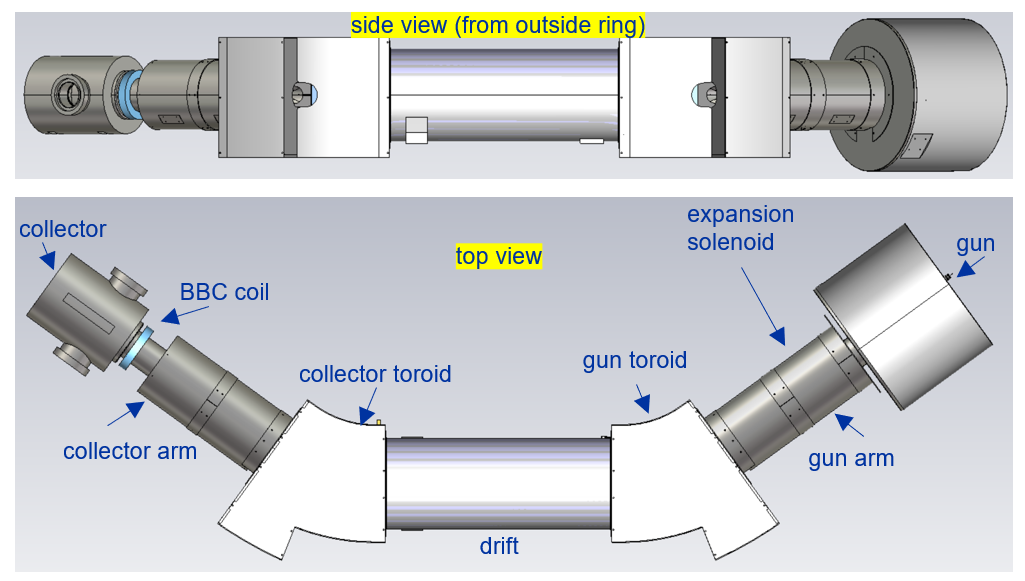 side view (from outside ring)
collector
BBC coil
collector arm
collector toroid
top view
drift
gun toroid
expansion
solenoid
gun
gun arm